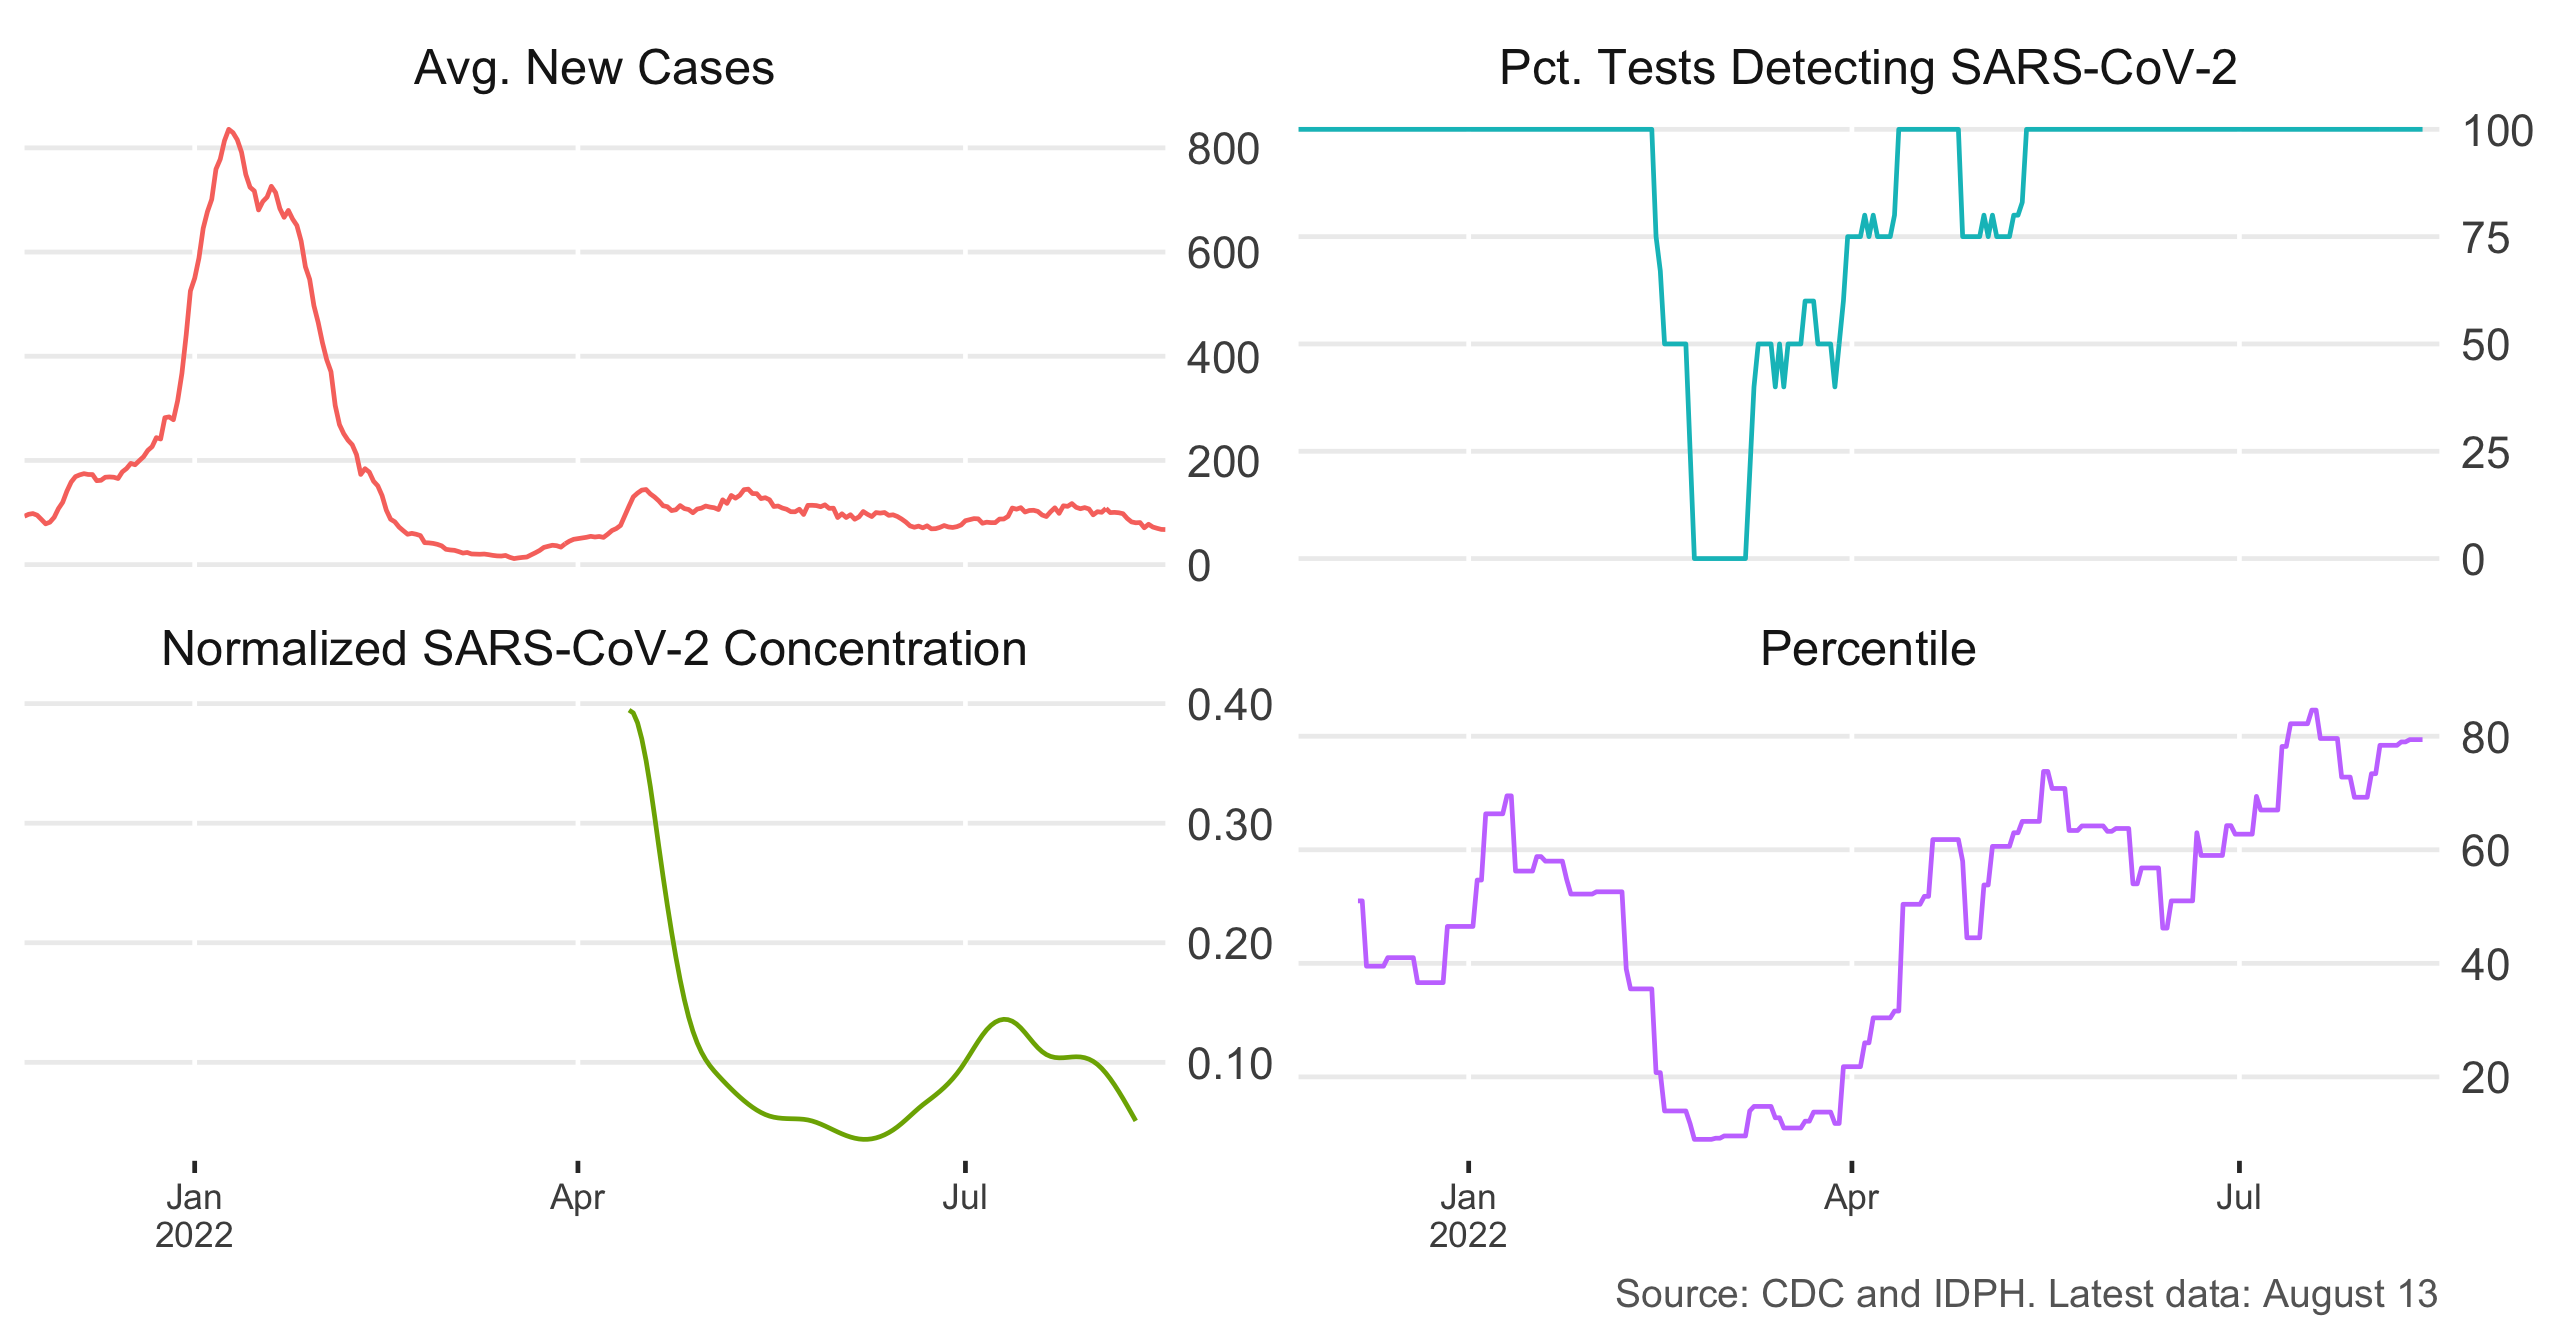 Avg. New Cases
800
600
400
200
0
Pct. Tests Detecting SARS-CoV-2
100
75
50
25
0
Normalized SARS-CoV-2 Concentration
0.40
0.30
0.20
0.10
Jan
2022
Apr
Jul
Percentile
80
60
40
20
Jan
2022
Apr
Jul
Source: CDC and IDPH. Latest data: August 13